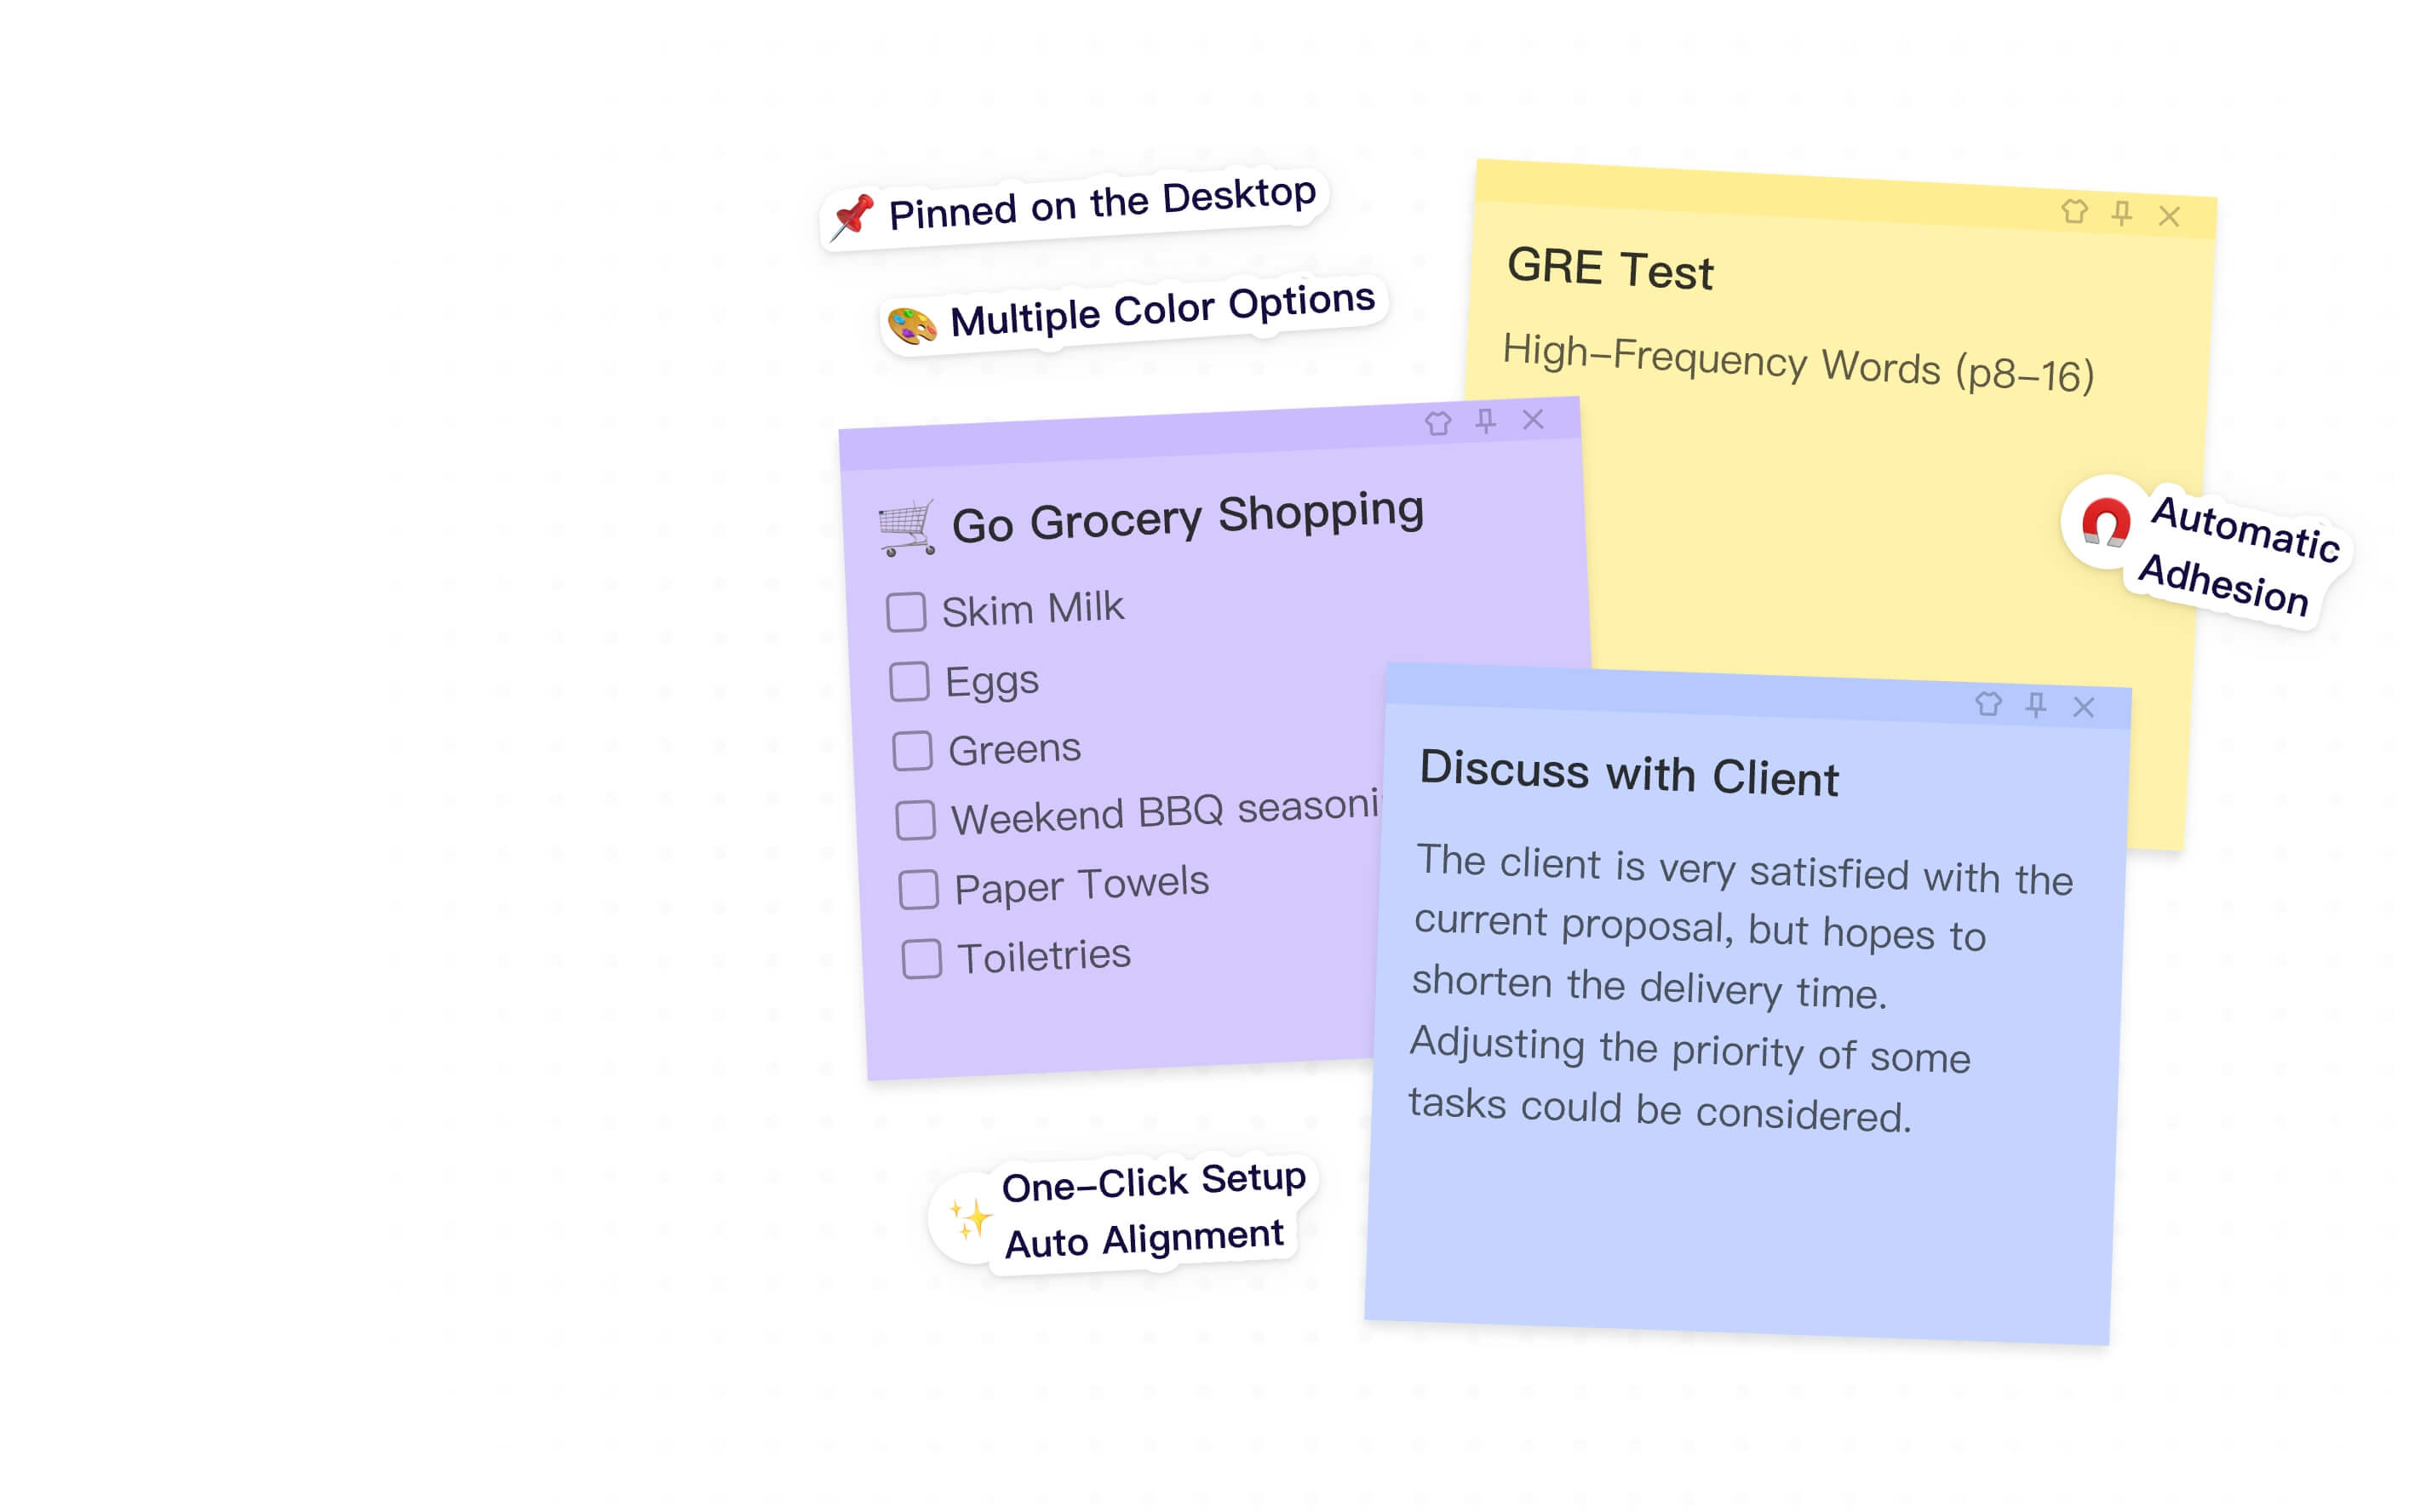 Pinned on the Desktop
Multiple Color Options
GRE Test
High-Frequency Words (p8-16)
Automatic
Adhesion
Go Grocery Shopping
Skim Milk
Eggs
Greens
Weekend BBQ
Paper Towels
Toiletries
Discuss with Client
The client is very satisfied with the
current proposal, but hopes to
shorten the delivery time.
Adjusting the priority of some
tasks could be considered.
One-Click Setup
Auto Alignment